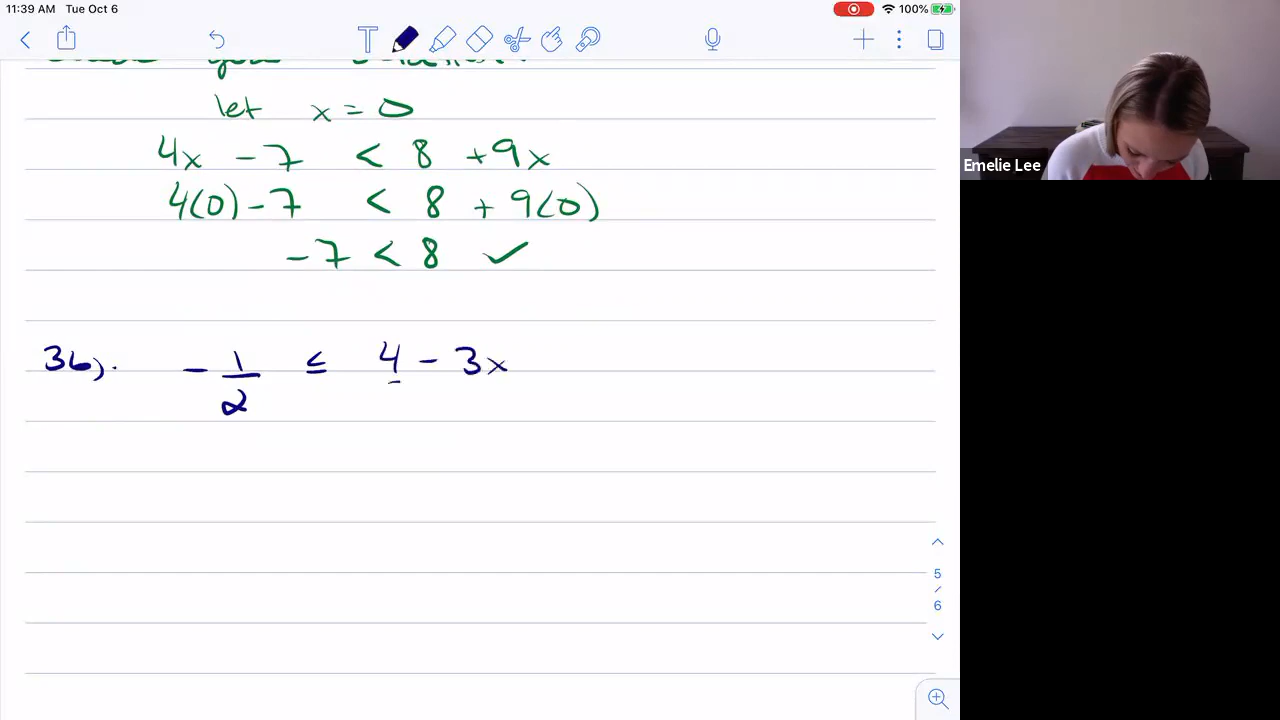 11:39 AM Tue Oct 6
100%
let x = 0
4x - 7 < 8 + 9x
4(0) - 7 < 8 + 9(0)
-7 < 8 ✓
36). - 1/2 ≤ 4 - 3x
5
/
6
Emelie Lee